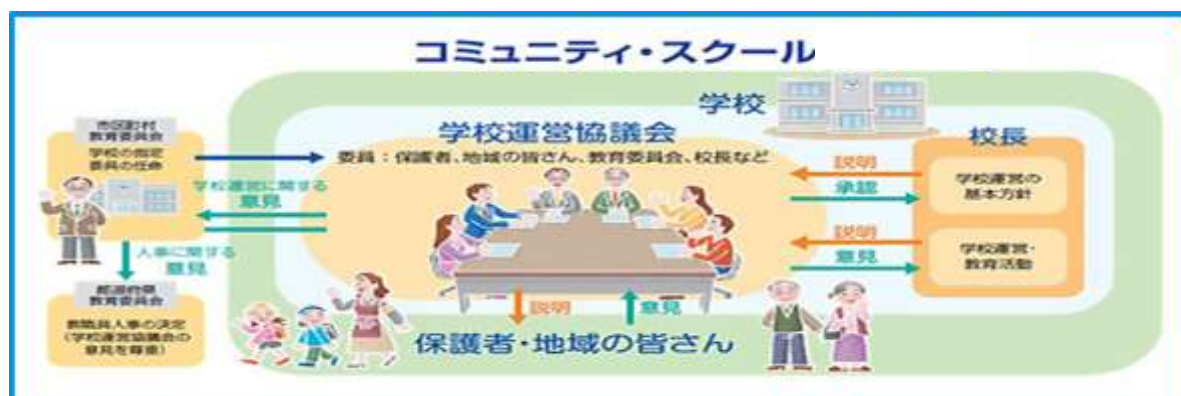 コミュニティ・スクール
学校
市区町村
教育委員会
学校の指定
委員の任命
学校運営協議会
委員：保護者、地域の皆さん、教育委員会、校長など
校長
説明
承認
学校運営の
基本方針
学校運営に関する
意見
説明
意見
学校運営・
教育活動
人事に関する
意見
都道府県
教育委員会
教職員人事の決定
（学校運営協議会の
意見を尊重）
説明
意見
保護者・地域の皆さん